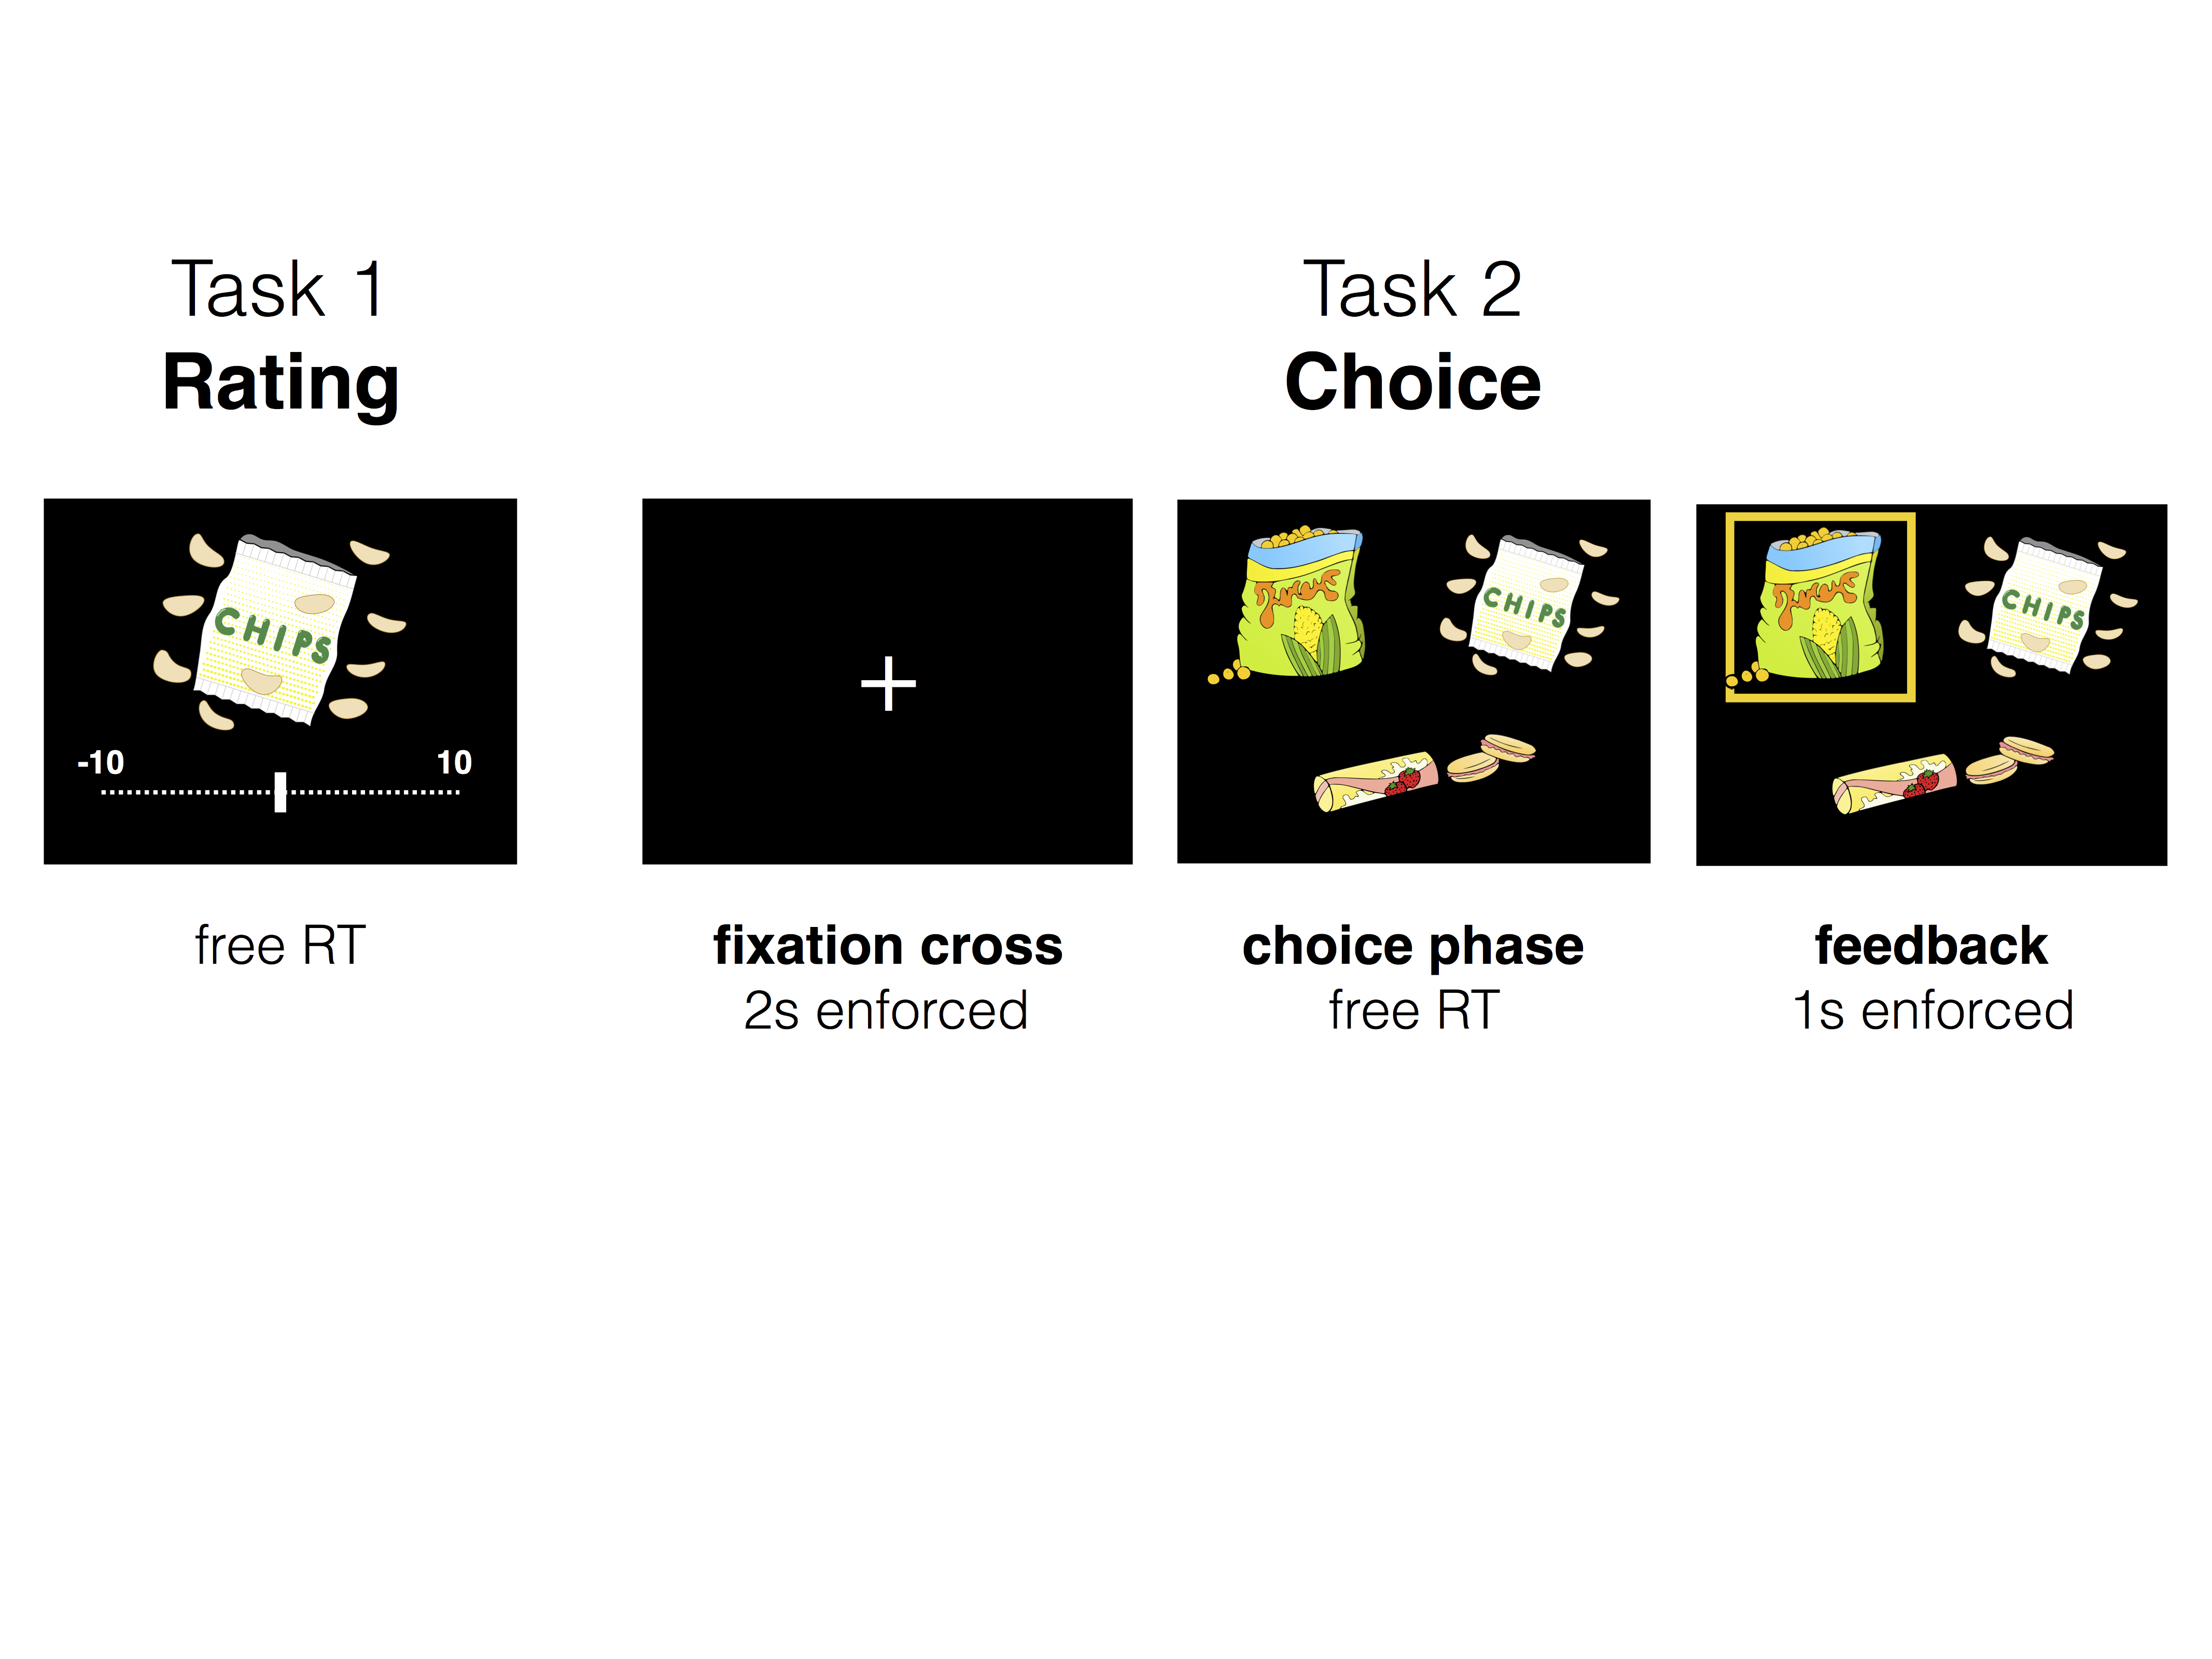 Task 1
Rating
Task 2
Choice
CHIPS
-10
10
CHIPS
CHIPS
free RT
fixation cross
2s enforced
choice phase
free RT
feedback
1s enforced